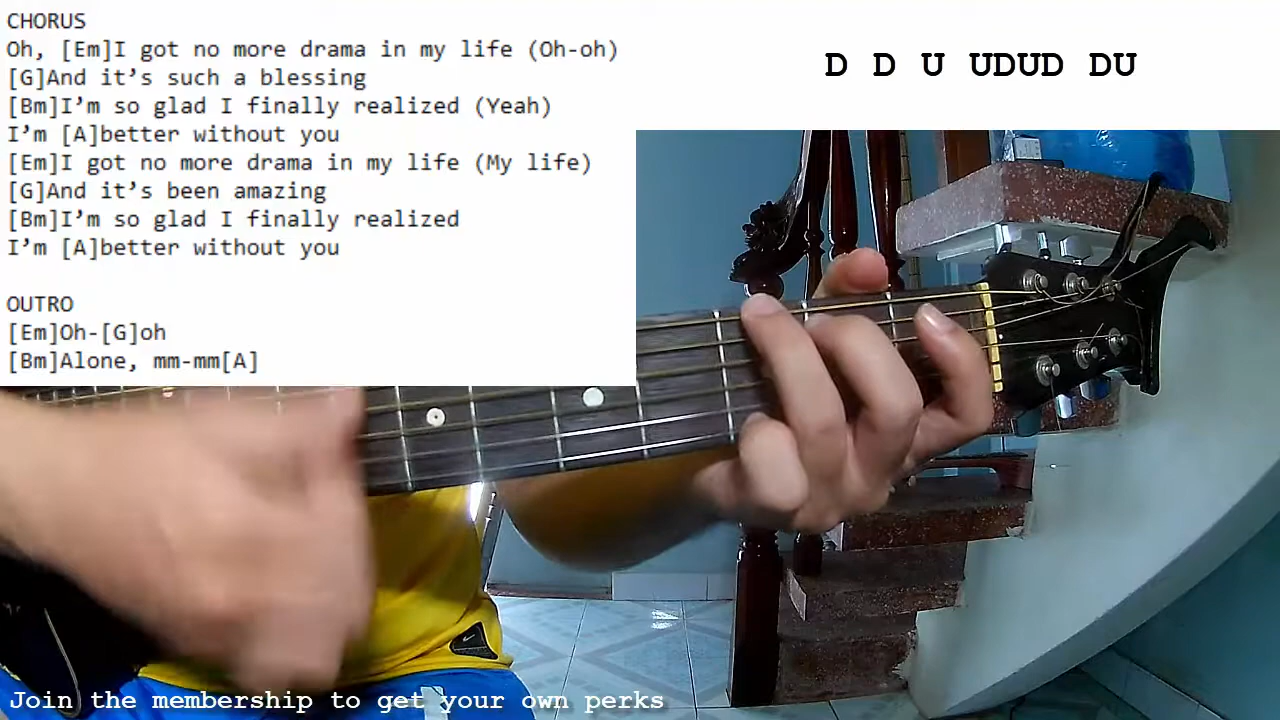 CHORUS
Oh, [Em]I got no more drama in my life (Oh-oh)
[G]And it’s such a blessing
[Bm]I’m so glad I finally realized (Yeah)
I’m [A]better without you
[Em]I got no more drama in my life (My life)
[G]And it’s been amazing
[Bm]I’m so glad I finally realized
I’m [A]better without you
OUTRO
[Em]Oh-[G]oh
[Bm]Alone, mm-mm[A]
D D U UDUD DU
Join the membership to get your own perks